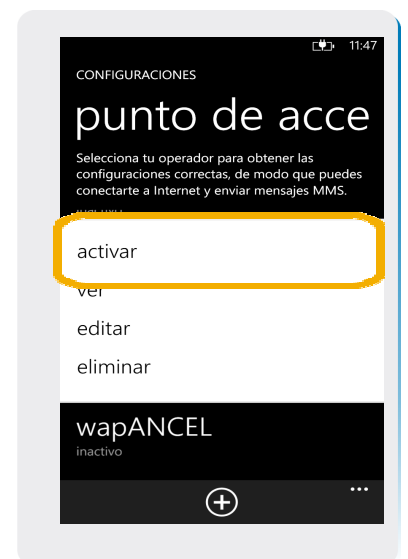 11:47
CONFIGURACIONES
punto de acce
Selecciona tu operador para obtener las
configuraciones correctas, de modo que puedes
conectarte a Internet y enviar mensajes MMS.
activar
ver
editar
eliminar
wapANCEL
inactivo